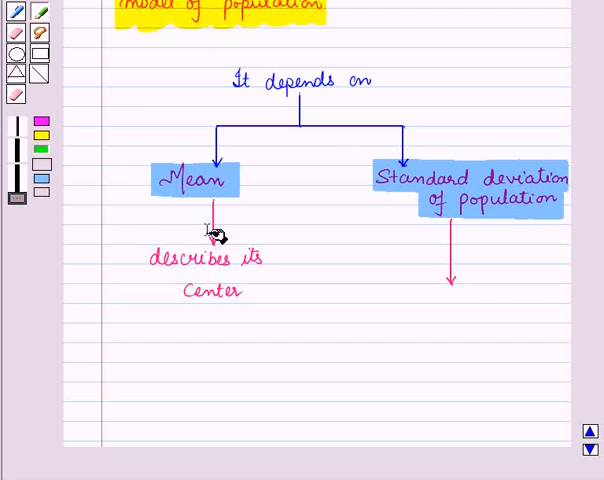 model of population
It depends on
Mean
Standard deviation
of population
describes its
Center